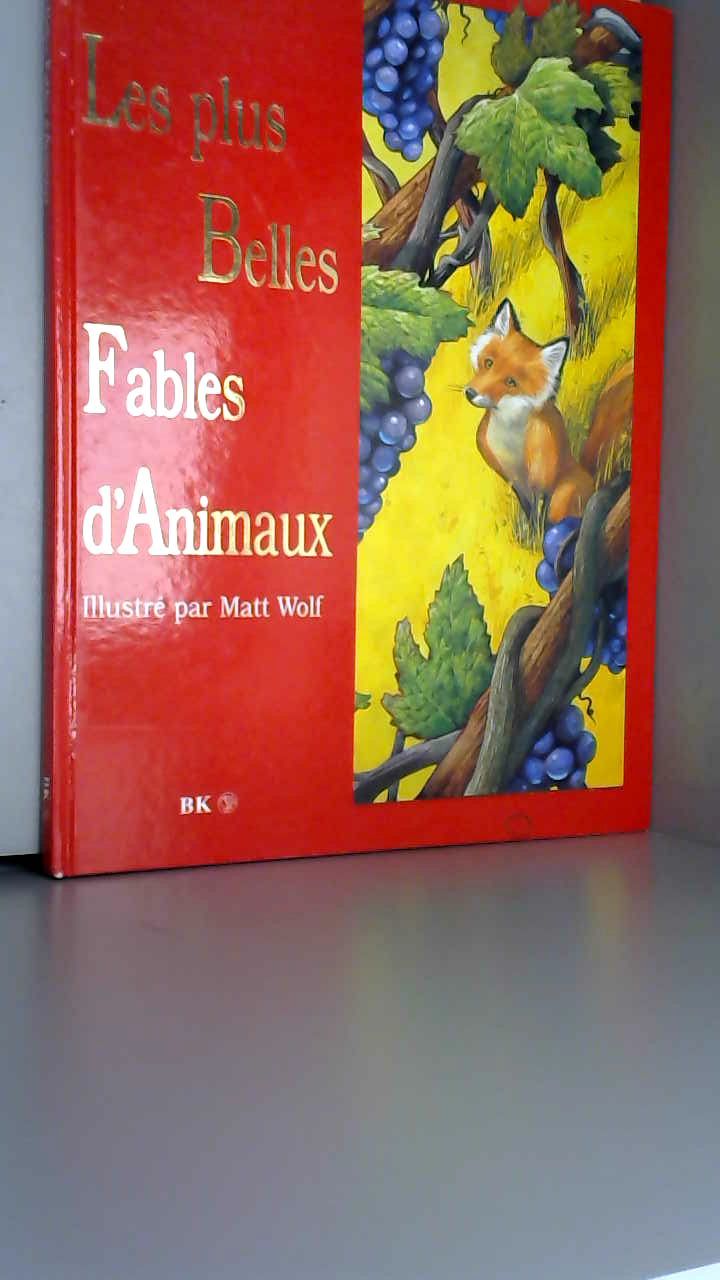 Les plus
Belles
Fables
d'Animaux
Illustré par Matt Wolf
BK